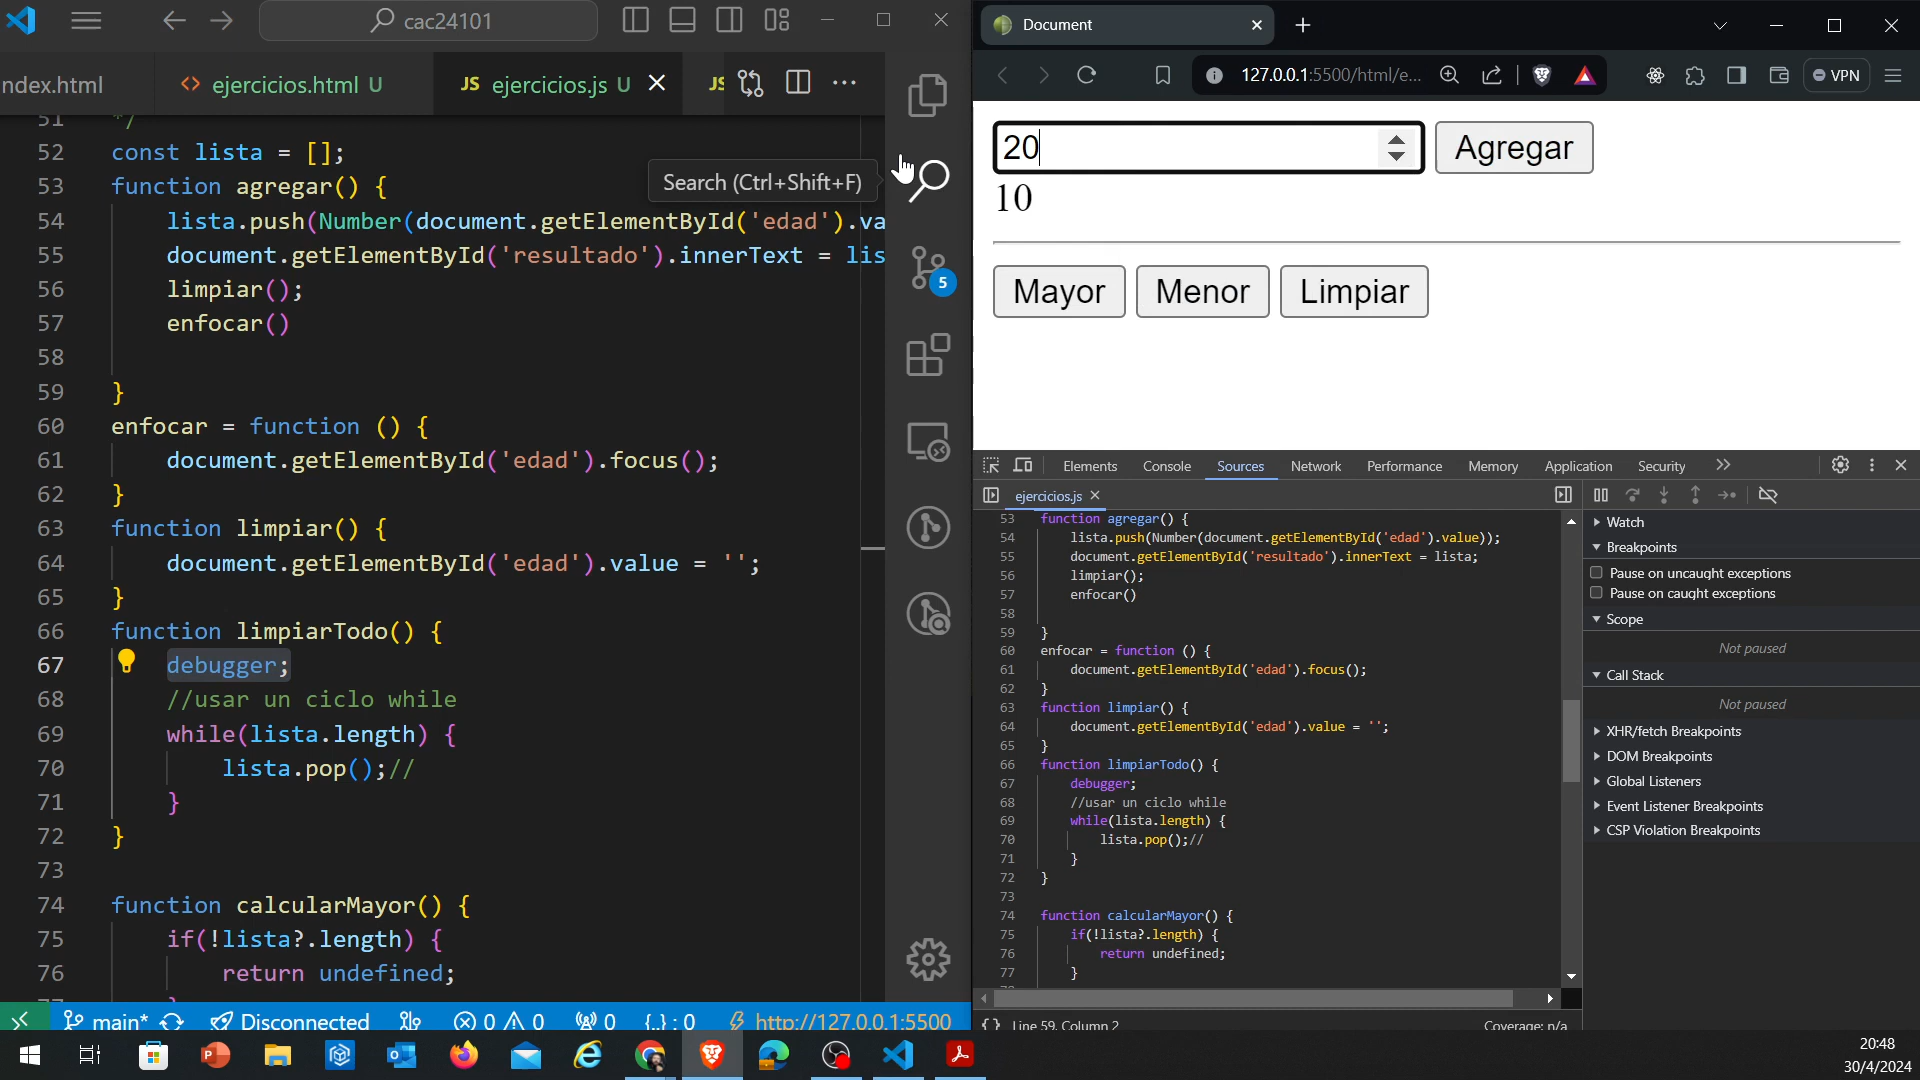 cac24101
ndex.html
<> ejercicios.html U
JS ejercicios.js U
JS
51 */
52 const lista = [];
53 function agregar() {
54 lista.push(Number(document.getElementById('edad').va
55 document.getElementById('resultado').innerText = lis
56 limpiar();
57 enfocar()
58
59 }
60 enfocar = function () {
61 document.getElementById('edad').focus();
62 }
63 function limpiar() {
64 document.getElementById('edad').value = '';
65 }
66 function limpiarTodo() {
67 debugger;
68 //usar un ciclo while
69 while(lista.length) {
70 lista.pop();//
71 }
72 }
73
74 function calcularMayor() {
75 if(!lista?.length) {
76 return undefined;
77 }
Search (Ctrl+Shift+F)
5
main* Disconnected 0 0 0 {..} : 0 http://127.0.0.1:5500
Document
127.0.0.1:5500/html/e...
VPN
20
Agregar
10
Mayor Menor Limpiar
Elements Console Sources Network Performance Memory Application Security
ejercicios.js
53 function agregar() {
54 lista.push(Number(document.getElementById('edad').value));
55 document.getElementById('resultado').innerText = lista;
56 limpiar();
57 enfocar()
58
59 }
60 enfocar = function () {
61 document.getElementById('edad').focus();
62 }
63 function limpiar() {
64 document.getElementById('edad').value = '';
65 }
66 function limpiarTodo() {
67 debugger;
68 //usar un ciclo while
69 while(lista.length) {
70 lista.pop();//
71 }
72 }
73
74 function calcularMayor() {
75 if(!lista?.length) {
76 return undefined;
77 }
{} Line 59, Column 2
Coverage: n/a
Watch
Breakpoints
Pause on uncaught exceptions
Pause on caught exceptions
Scope
Not paused
Call Stack
Not paused
XHR/fetch Breakpoints
DOM Breakpoints
Global Listeners
Event Listener Breakpoints
CSP Violation Breakpoints
20:48
30/4/2024